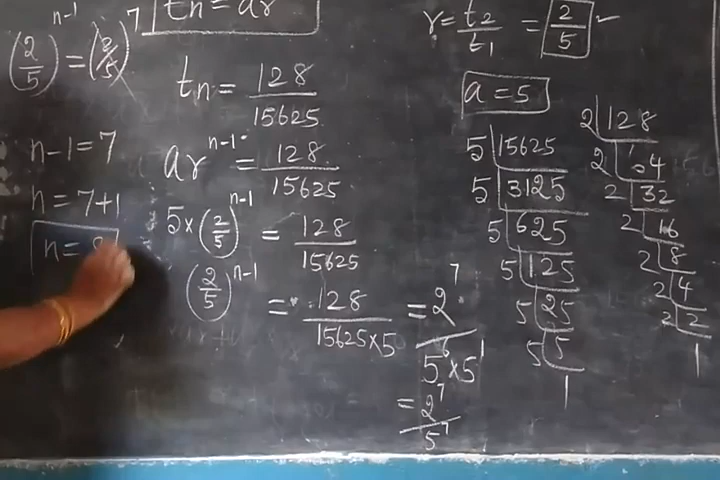 (2/5)^n-1 = (2/5)^7
n-1 = 7
n = 7+1
n = 8
tn = ar^n-1
tn = 128/15625
ar^n-1 = 128/15625
5 × (2/5)^n-1 = 128/15625
(2/5)^n-1 = 128/15625×5 = 2^7/5^6×5^1
= 2^7/5^7
r = t2/t1 = 2/5
a = 5
5 15625
5 3125
5 625
5 125
5 25
5 5
1
2 128
2 64
2 32
2 16
2 8
2 4
2 2
1